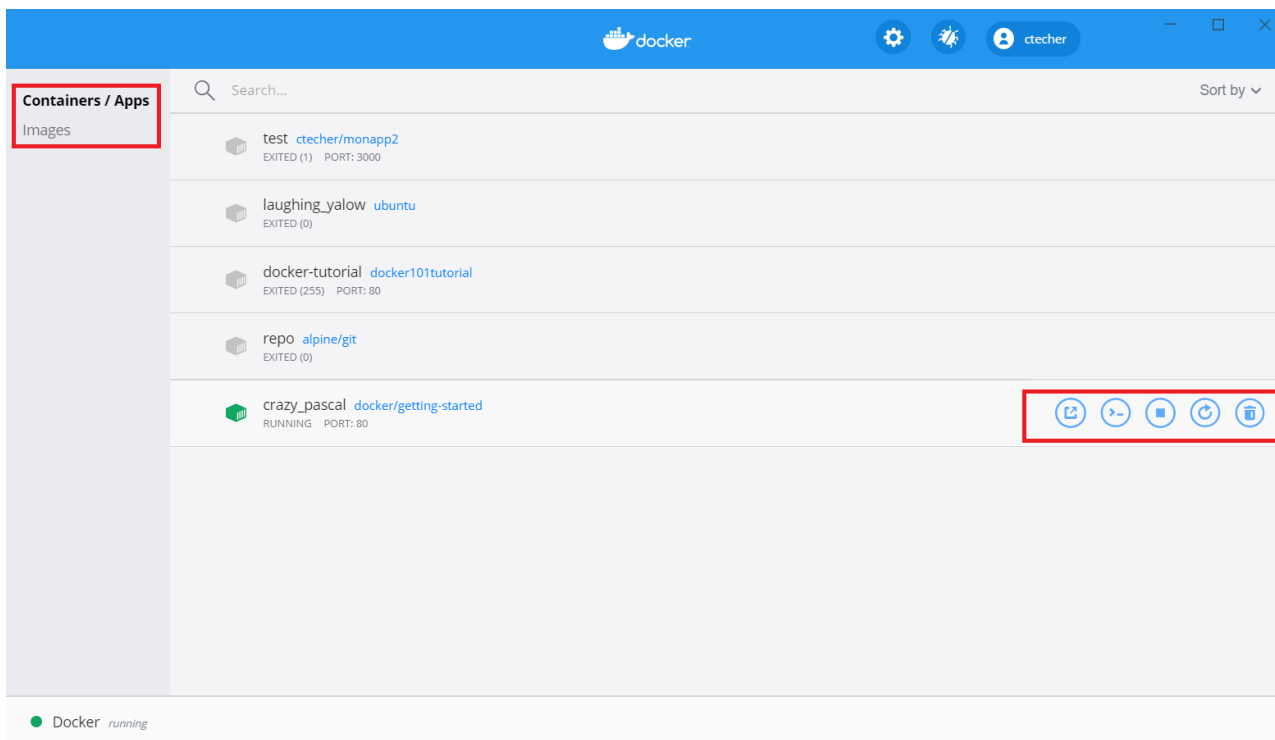 docker
ctecher
Containers / Apps
Images
Search...
Sort by
test ctecher/monapp2
EXITED (1) PORT: 3000
laughing_yalow ubuntu
EXITED (0)
docker-tutorial docker101tutorial
EXITED (255) PORT: 80
repo alpine/git
EXITED (0)
crazy_pascal docker/getting-started
RUNNING PORT: 80
Docker running